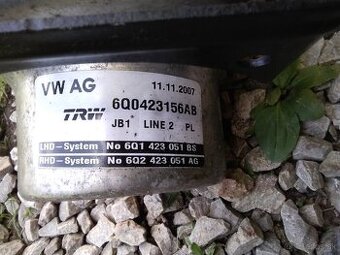 VW AG 11.11.2007
TRW 6Q0423156AB
JB1 LINE 2 PL
LHD-System No 6Q1 423 051 BS
RHD-System No 6Q2 423 051 AG